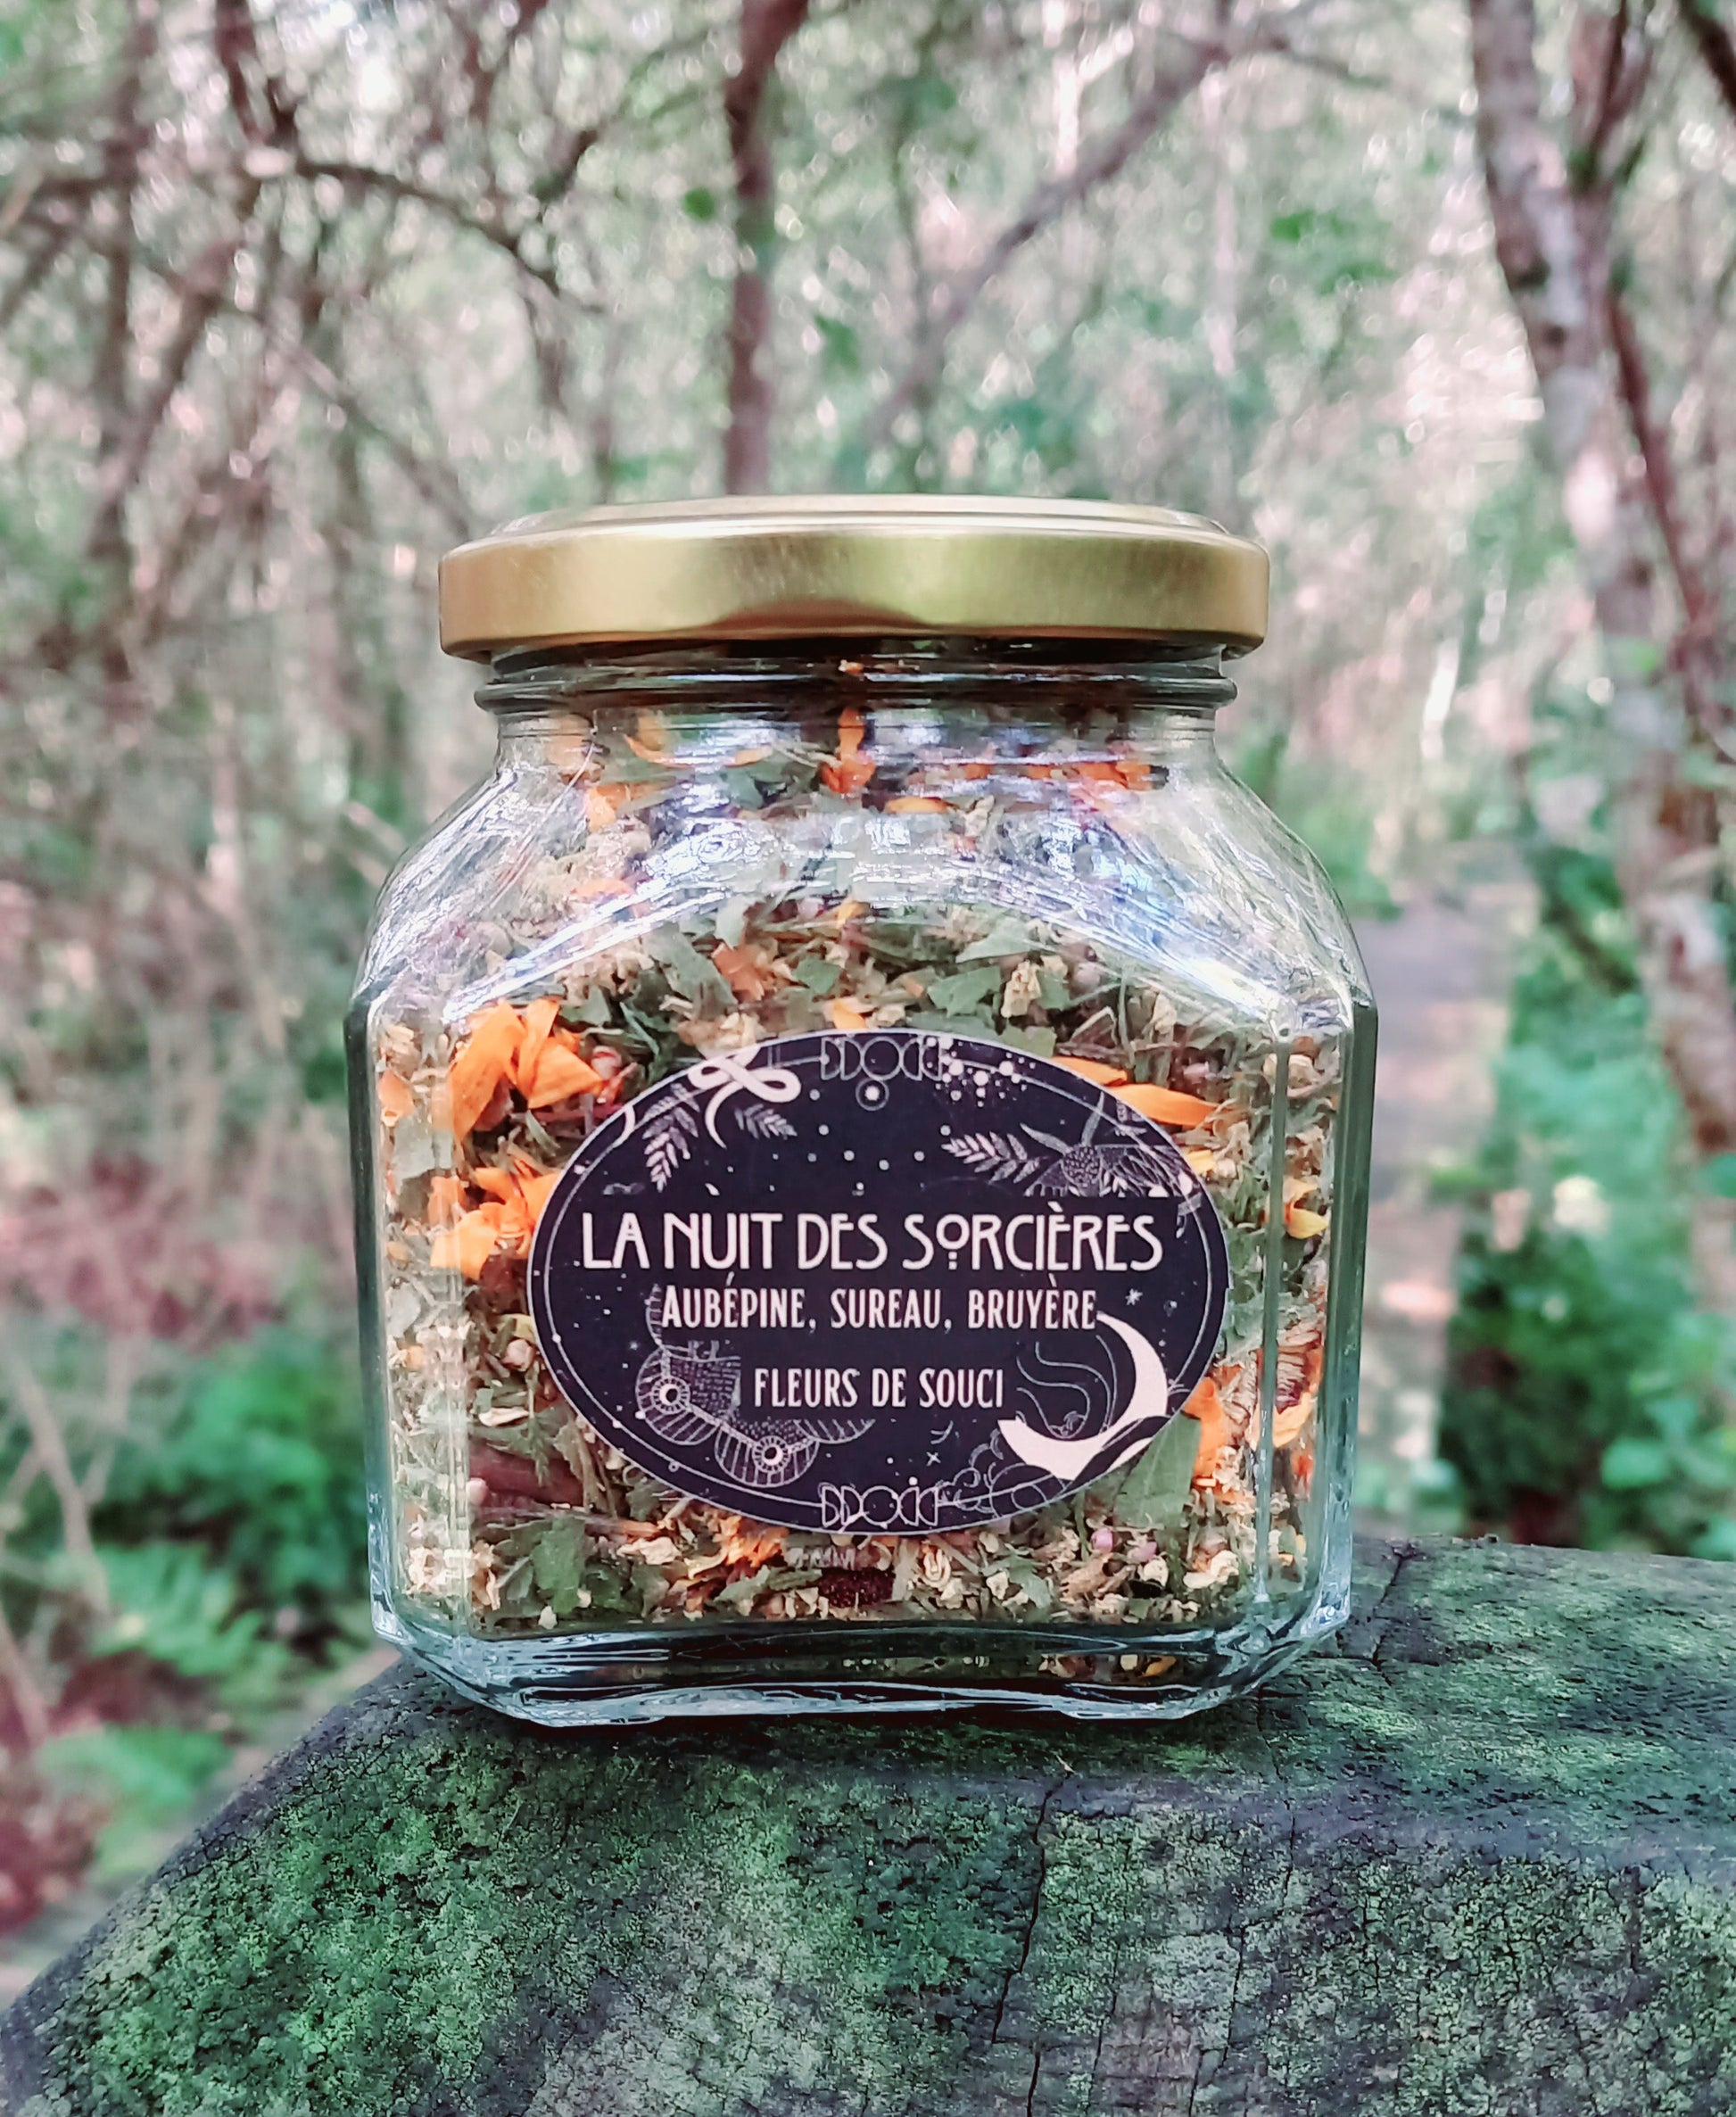 LA NUIT DES SORCIÈRES
AUBÉPINE, SUREAU, BRUYÈRE
FLEURS DE SOUCI